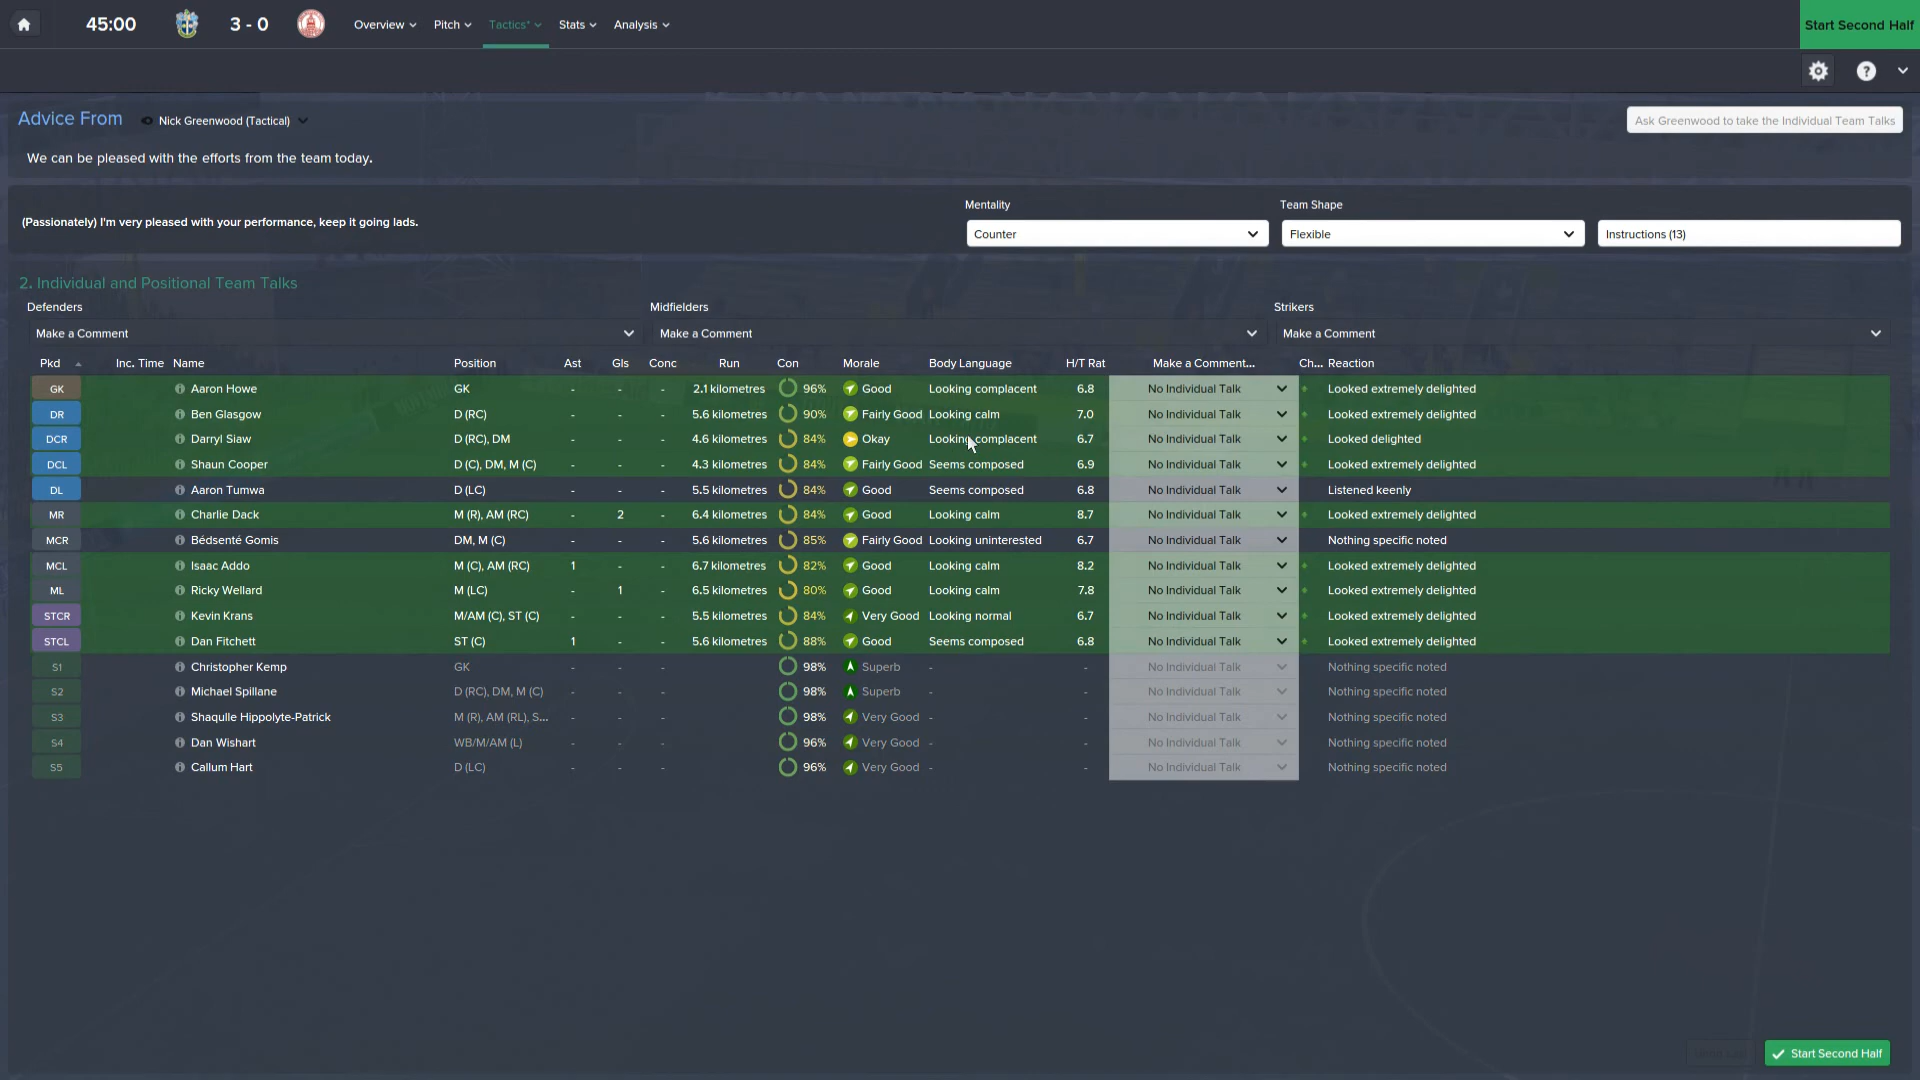 45:00 3 - 0 Overview Pitch Tactics* Stats Analysis Start Second Half
Advice From Nick Greenwood (Tactical) Ask Greenwood to take the Individual Team Talks
We can be pleased with the efforts from the team today.
Mentality Team Shape
(Passionately) I'm very pleased with your performance, keep it going lads. Counter Flexible Instructions (13)
2. Individual and Positional Team Talks
Defenders Midfielders Strikers
Make a Comment Make a Comment Make a Comment
Pkd Inc. Time Name Position Ast Gls Conc Run Con Morale Body Language H/T Rat Make a Comment... Ch... Reaction
GK Aaron Howe GK - - - 2.1 kilometres 96% Good Looking complacent 6.8 No Individual Talk Looked extremely delighted
DR Ben Glasgow D (RC) - - - 5.6 kilometres 90% Fairly Good Looking calm 7.0 No Individual Talk Looked extremely delighted
DCR Darryl Siaw D (RC), DM - - - 4.6 kilometres 84% Okay Looking complacent 6.7 No Individual Talk Looked delighted
DCL Shaun Cooper D (C), DM, M (C) - - - 4.3 kilometres 84% Fairly Good Seems composed 6.9 No Individual Talk Looked extremely delighted
DL Aaron Tumwa D (LC) - - - 5.5 kilometres 84% Good Seems composed 6.8 No Individual Talk Listened keenly
MR Charlie Dack M (R), AM (RC) - 2 - 6.4 kilometres 84% Good Looking calm 8.7 No Individual Talk Looked extremely delighted
MCR Bédsenté Gomis DM, M (C) - - - 5.6 kilometres 85% Fairly Good Looking uninterested 6.7 No Individual Talk Nothing specific noted
MCL Isaac Addo M (C), AM (RC) 1 - - 6.7 kilometres 82% Good Looking calm 8.2 No Individual Talk Looked extremely delighted
ML Ricky Wellard M (LC) - 1 - 6.5 kilometres 80% Good Looking calm 7.8 No Individual Talk Looked extremely delighted
STCR Kevin Krans M/AM (C), ST (C) - - - 5.5 kilometres 84% Very Good Looking normal 6.7 No Individual Talk Looked extremely delighted
STCL Dan Fitchett ST (C) 1 - - 5.6 kilometres 88% Good Seems composed 6.8 No Individual Talk Looked extremely delighted
S1 Christopher Kemp GK - - - 98% Superb - - No Individual Talk Nothing specific noted
S2 Michael Spillane D (RC), DM, M (C) - - - 98% Superb - - No Individual Talk Nothing specific noted
S3 Shaqulle Hippolyte-Patrick M (R), AM (RL), S... - - - 98% Very Good - - No Individual Talk Nothing specific noted
S4 Dan Wishart WB/M/AM (L) - - - 96% Very Good - - No Individual Talk Nothing specific noted
S5 Callum Hart D (LC) - - - 96% Very Good - - No Individual Talk Nothing specific noted
Start Second Half